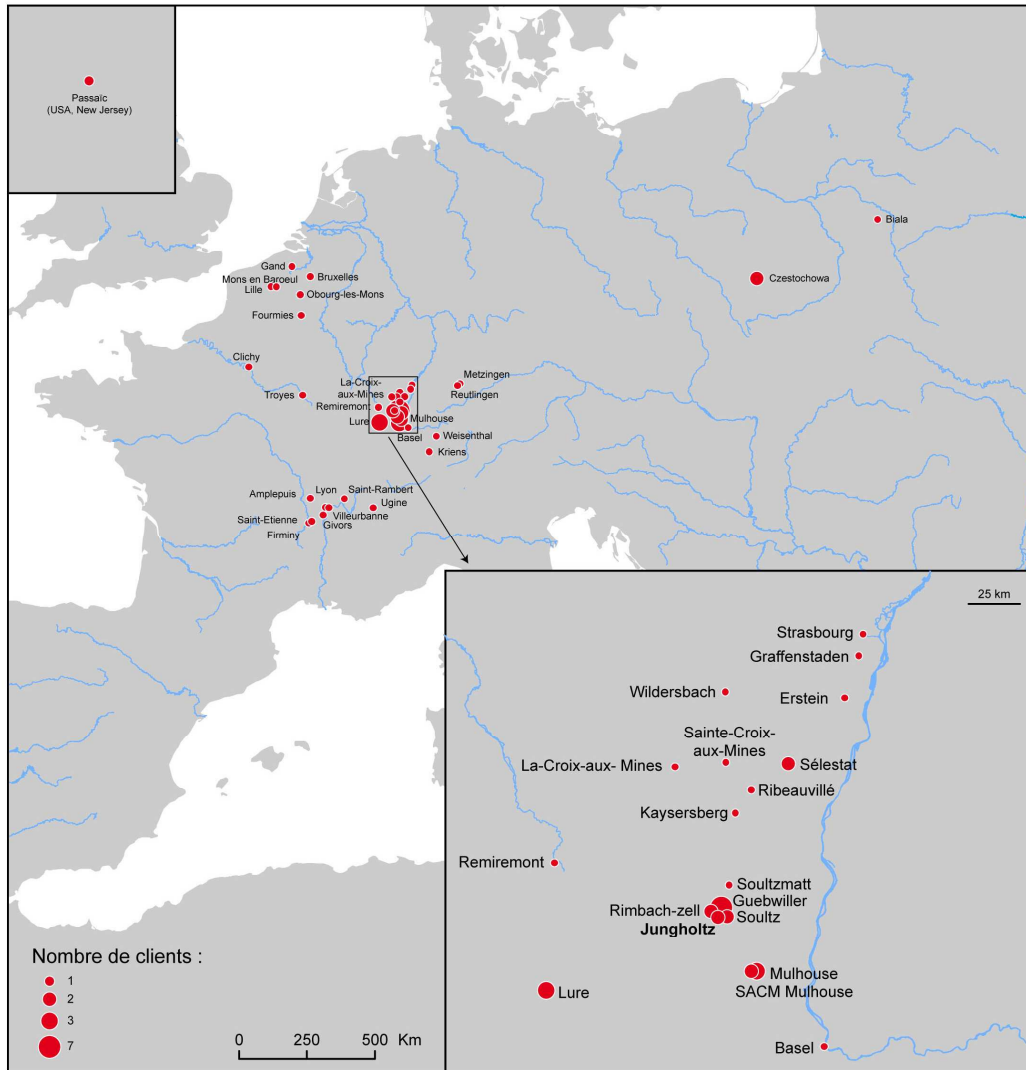 Passaïc
(USA, New Jersey)
Biala
Czestochowa
Gand
Bruxelles
Mons en Baroeul
Lille
Obourg-les-Mons
Fourmies
Clichy
Troyes
La-Croix-
aux-Mines
Remiremont
Lure
Mulhouse
Basel
Metzingen
Reutlingen
Weisenthal
Kriens
Amplepuis
Lyon
Saint-Rambert
Ugine
Villeurbanne
Saint-Etienne
Givors
Firminy
25 km
Strasbourg
Graffenstaden
Wildersbach
Erstein
Sainte-Croix-
aux-Mines
La-Croix-aux- Mines
Sélestat
Ribeauvillé
Kaysersberg
Remiremont
Soultzmatt
Guebwiller
Rimbach-zell
Soultz
Jungholtz
Mulhouse
SACM Mulhouse
Lure
Basel
Nombre de clients :
1
2
3
7
0 250 500 Km